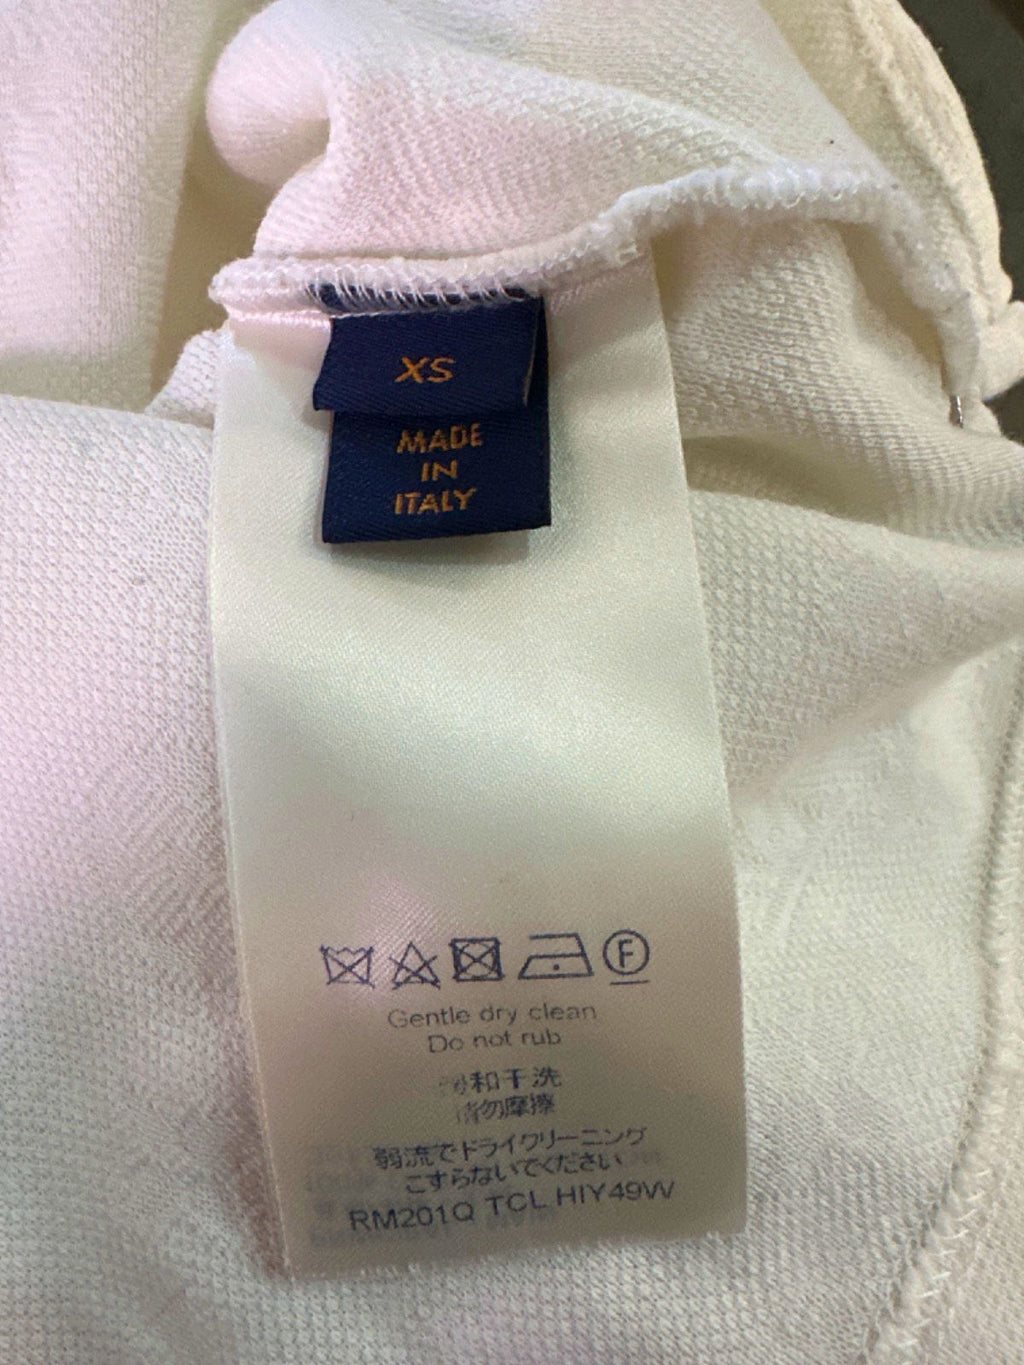 XS
MADE
IN
ITALY
F
Gentle dry clean
Do not rub
和干洗
请勿摩擦
弱流でドライクリーニング
こすらないでください
RM201Q TCL HIY49W